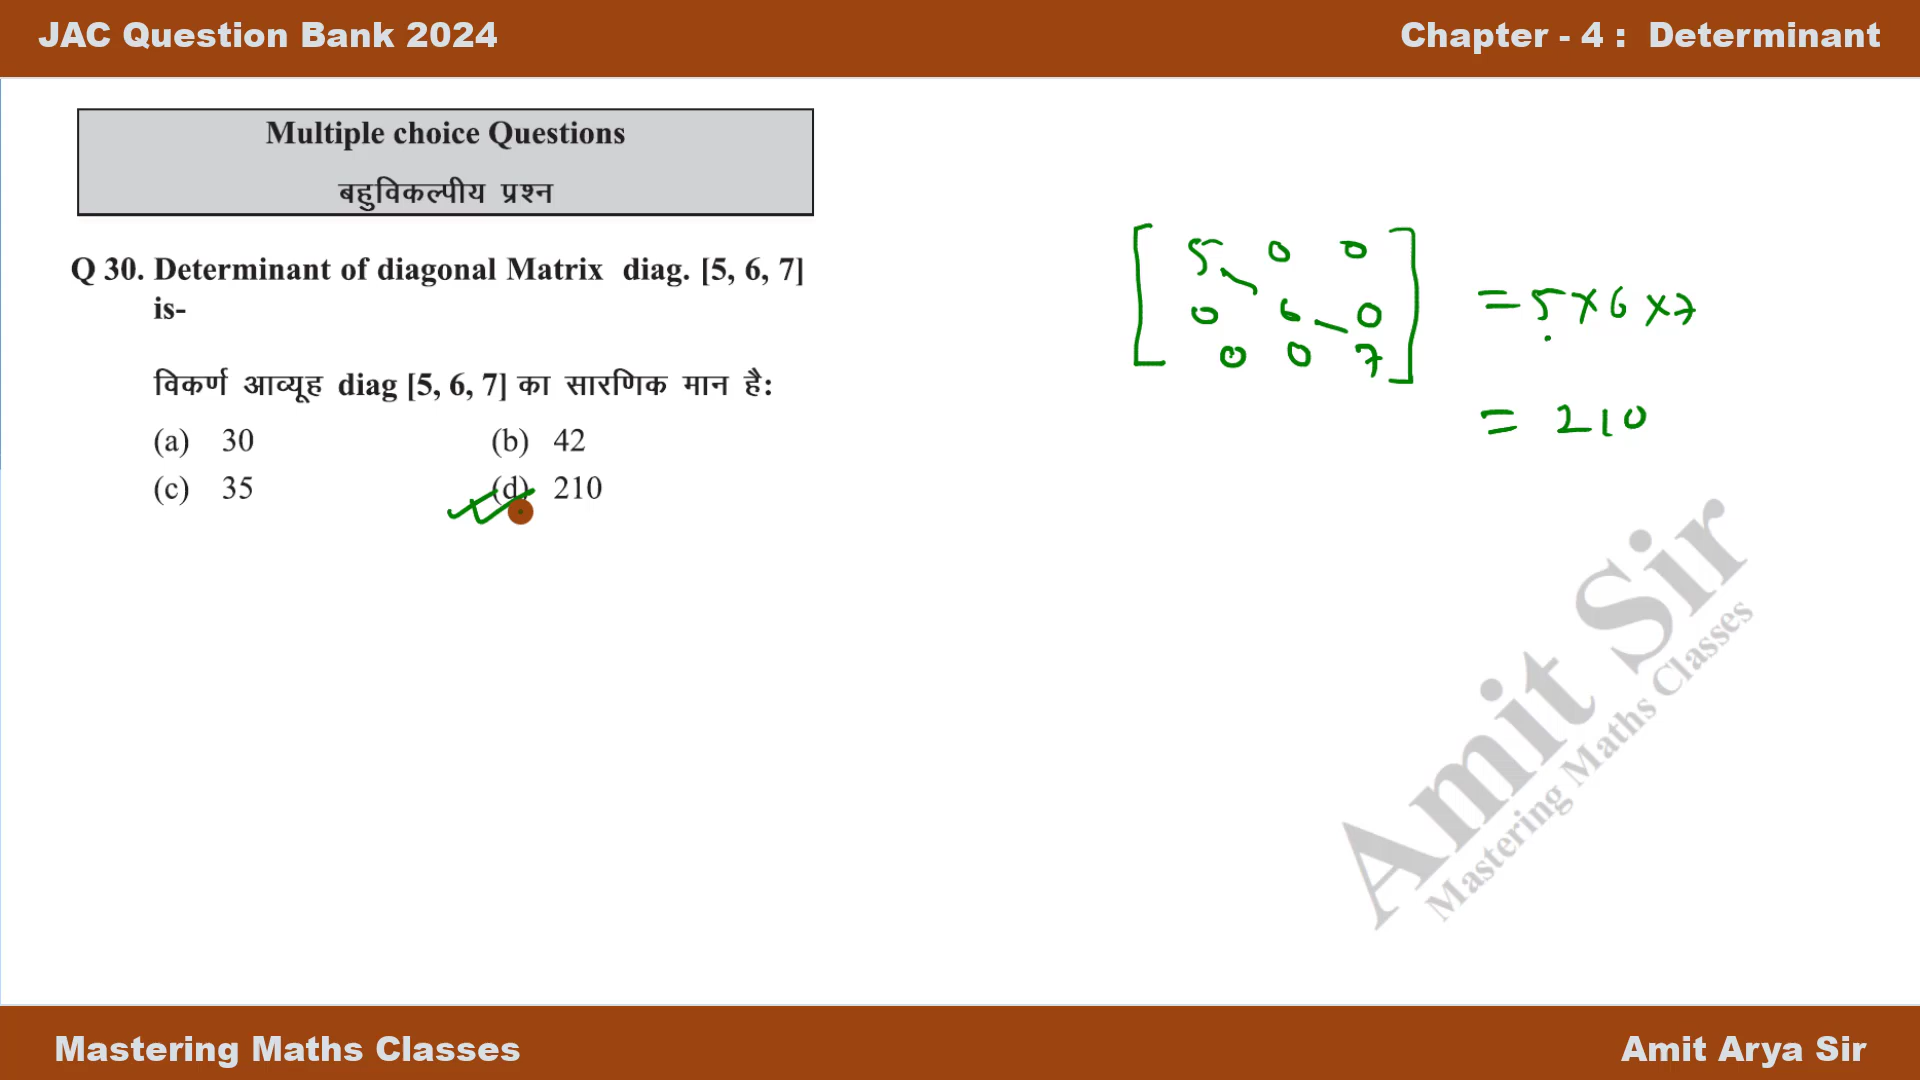 JAC Question Bank 2024
Chapter - 4 : Determinant
Multiple choice Questions
बहुविकल्पीय प्रश्न
Q 30. Determinant of diagonal Matrix diag. [5, 6, 7]
is-
विकर्ण आव्यूह diag [5, 6, 7] का सारणिक मान है:
(a) 30 (b) 42
(c) 35 (d) 210
5 0 0
0 6 0
0 0 7
= 5 × 6 × 7
= 210
Amit Sir
Mastering Maths Classes
Mastering Maths Classes
Amit Arya Sir